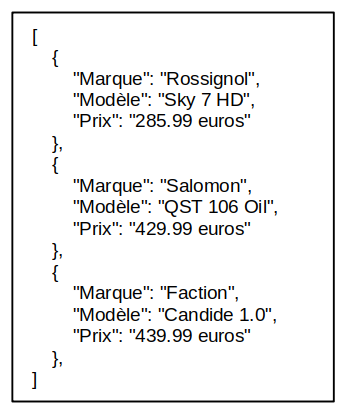 [
    {
        "Marque": "Rossignol",
        "Modèle": "Sky 7 HD",
        "Prix": "285.99 euros"
    },
    {
        "Marque": "Salomon",
        "Modèle": "QST 106 Oil",
        "Prix": "429.99 euros"
    },
    {
        "Marque": "Faction",
        "Modèle": "Candide 1.0",
        "Prix": "439.99 euros"
    },
]